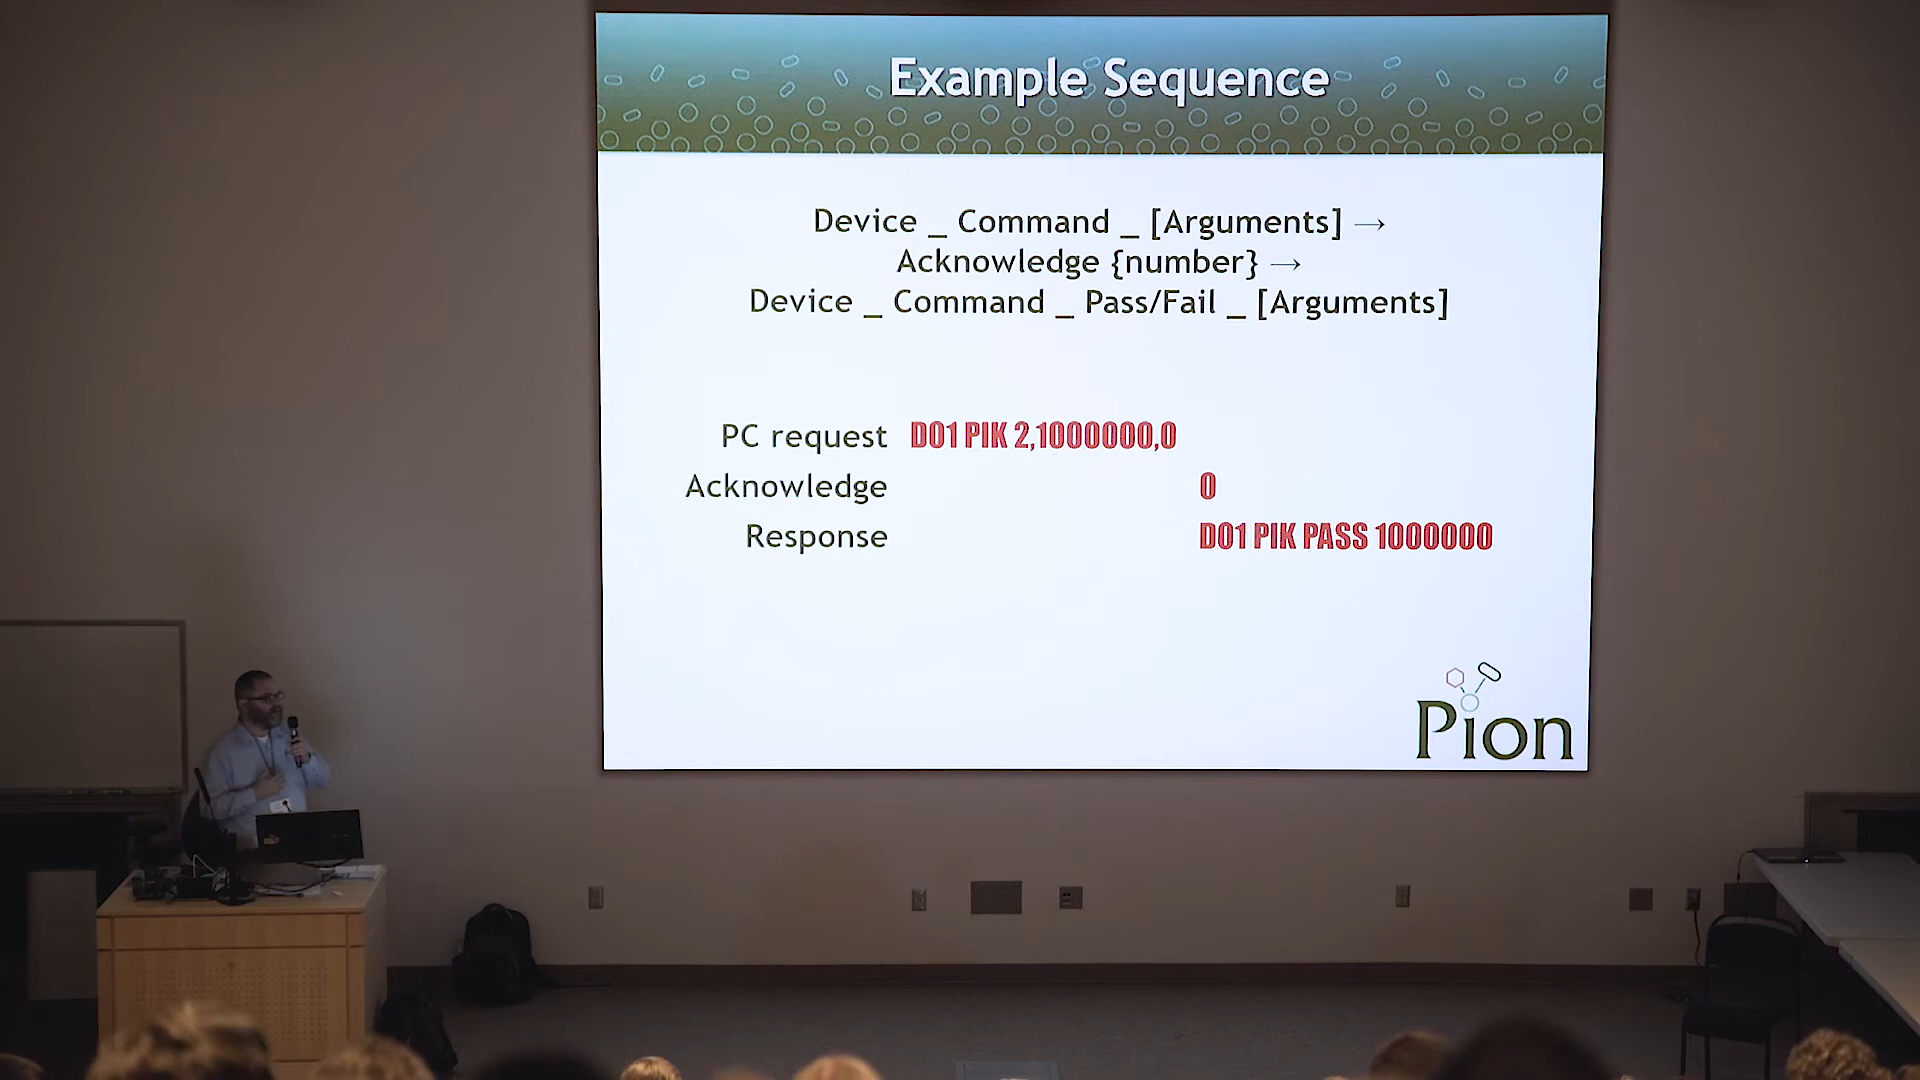 Example Sequence
Device _ Command _ [Arguments] →
Acknowledge {number} →
Device _ Command _ Pass/Fail _ [Arguments]
PC request D01 PIK 2,1000000,0
Acknowledge 0
Response D01 PIK PASS 1000000
Pion